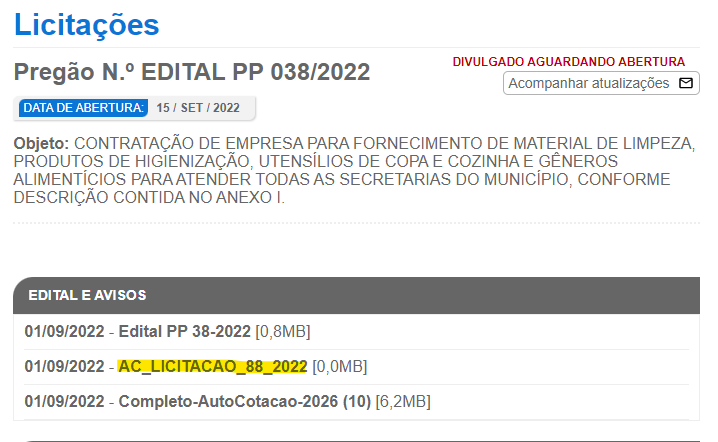 Licitações
DIVULGADO AGUARDANDO ABERTURA
Pregão N.º EDITAL PP 038/2022
Acompanhar atualizações
DATA DE ABERTURA: 15 / SET / 2022
Objeto: CONTRATAÇÃO DE EMPRESA PARA FORNECIMENTO DE MATERIAL DE LIMPEZA,
PRODUTOS DE HIGIENIZAÇÃO, UTENSÍLIOS DE COPA E COZINHA E GÊNEROS
ALIMENTÍCIOS PARA ATENDER TODAS AS SECRETARIAS DO MUNICÍPIO, CONFORME
DESCRIÇÃO CONTIDA NO ANEXO I.
EDITAL E AVISOS
01/09/2022 - Edital PP 38-2022 [0,8MB]
01/09/2022 - AC_LICITACAO_88_2022 [0,0MB]
01/09/2022 - Completo-AutoCotacao-2026 (10) [6,2MB]